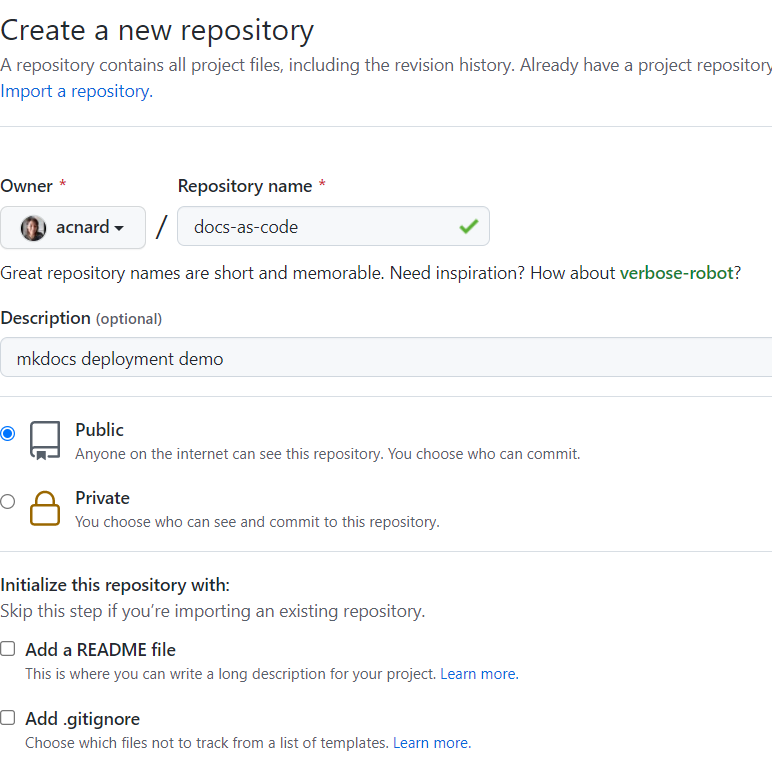 Create a new repository
A repository contains all project files, including the revision history. Already have a project repository
Import a repository.
Owner *
Repository name *
acnard
/
docs-as-code
Great repository names are short and memorable. Need inspiration? How about verbose-robot?
Description (optional)
mkdocs deployment demo
Public
Anyone on the internet can see this repository. You choose who can commit.
Private
You choose who can see and commit to this repository.
Initialize this repository with:
Skip this step if you’re importing an existing repository.
Add a README file
This is where you can write a long description for your project. Learn more.
Add .gitignore
Choose which files not to track from a list of templates. Learn more.